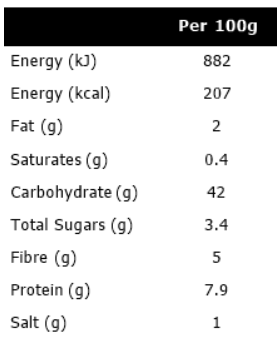 Per 100g
Energy (kJ) 882
Energy (kcal) 207
Fat (g) 2
Saturates (g) 0.4
Carbohydrate (g) 42
Total Sugars (g) 3.4
Fibre (g) 5
Protein (g) 7.9
Salt (g) 1